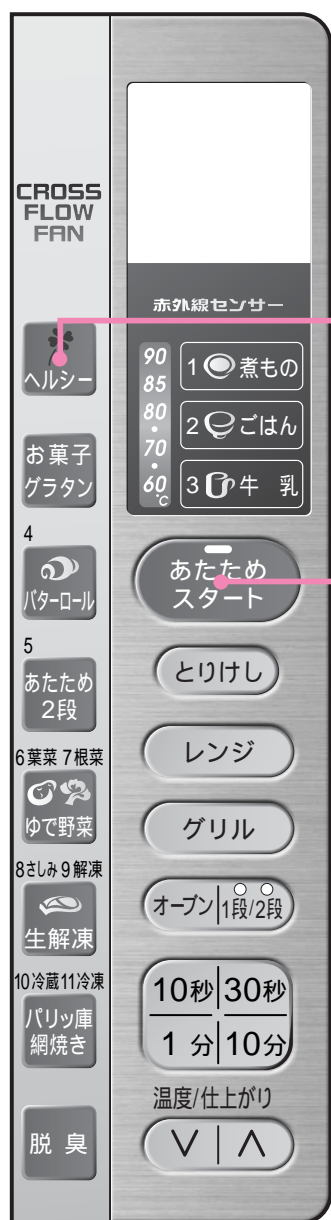 CROSS
FLOW
FAN
ヘルシー
お菓子
グラタン
4
バターロール
5
あたため
2段
6葉菜 7根菜
ゆで野菜
8さしみ 9解凍
生解凍
10冷蔵11冷凍
パリッ庫
網焼き
脱 臭
赤外線センサー
90
85
80
・
70
・
60
℃
1 煮もの
2 ごはん
3 牛 乳
あたため
スタート
とりけし
レンジ
グリル
オーブン 1段/2段
10秒 30秒
1 分 10分
温度/仕上がり
∨ ∧